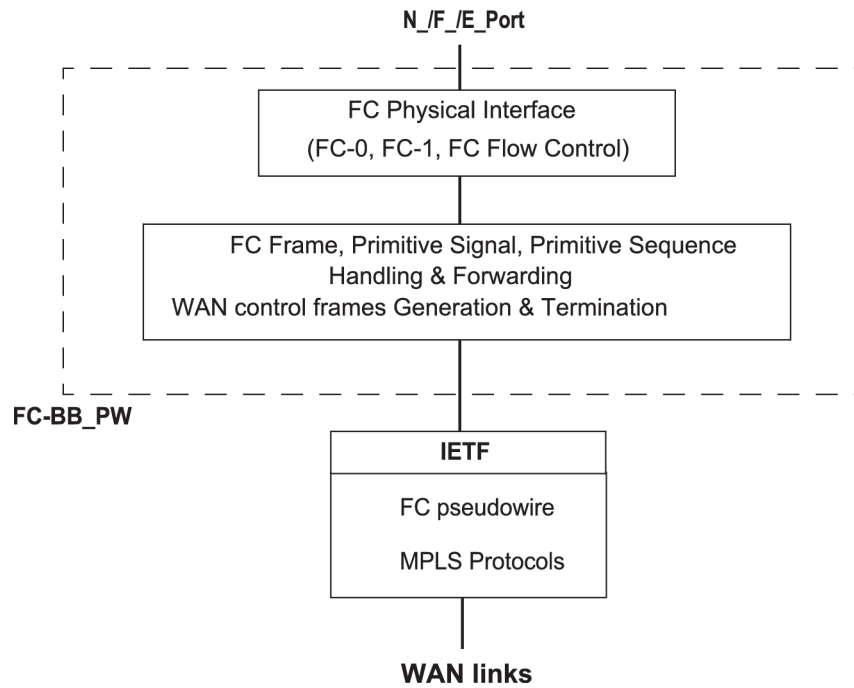 N_/F_/E_Port
FC Physical Interface
(FC-0, FC-1, FC Flow Control)
FC Frame, Primitive Signal, Primitive Sequence
Handling & Forwarding
WAN control frames Generation & Termination
FC-BB_PW
IETF
FC pseudowire
MPLS Protocols
WAN links